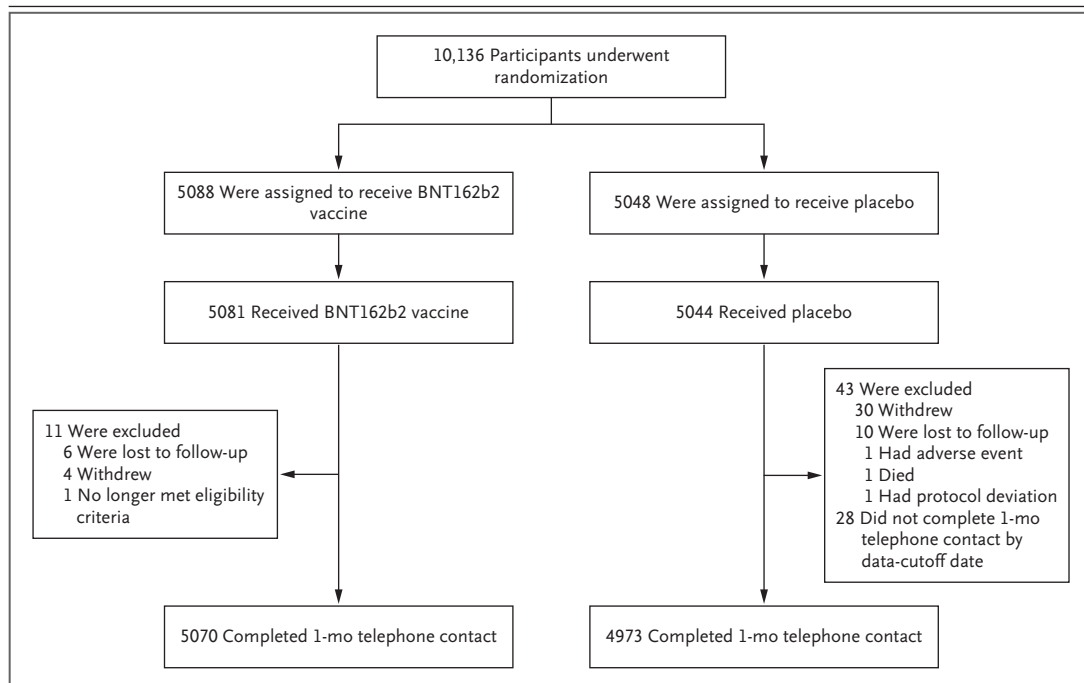 10,136 Participants underwent
randomization
5088 Were assigned to receive BNT162b2
vaccine
5048 Were assigned to receive placebo
5081 Received BNT162b2 vaccine
5044 Received placebo
11 Were excluded
6 Were lost to follow-up
4 Withdrew
1 No longer met eligibility
criteria
43 Were excluded
30 Withdrew
10 Were lost to follow-up
1 Had adverse event
1 Died
1 Had protocol deviation
28 Did not complete 1-mo
telephone contact by
data-cutoff date
5070 Completed 1-mo telephone contact
4973 Completed 1-mo telephone contact